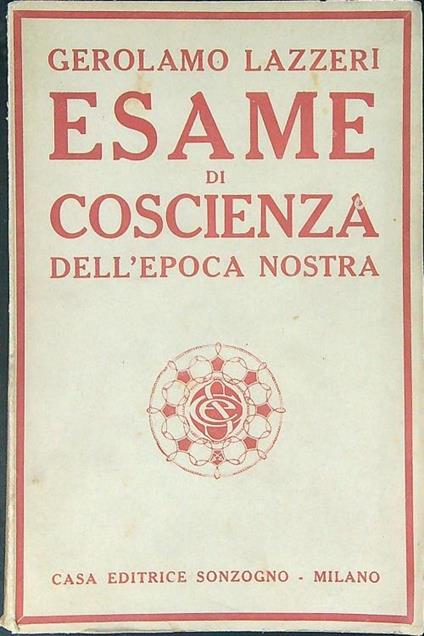 GEROLAMO LAZZERI
ESAME
DI
COSCIENZA
DELL'EPOCA NOSTRA
CASA EDITRICE SONZOGNO - MILANO